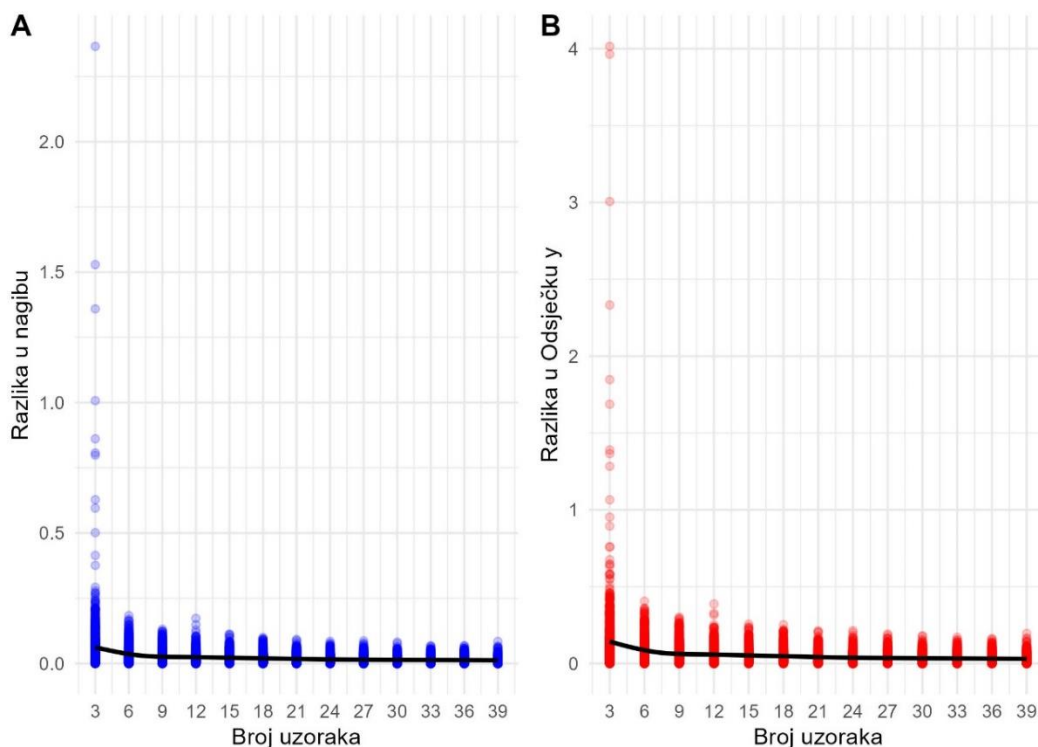 A
Razlika u nagibu
2.0
1.5
1.0
0.5
0.0
3 6 9 12 15 18 21 24 27 30 33 36 39
Broj uzoraka
B
Razlika u Odsječku y
4
3
2
1
0
3 6 9 12 15 18 21 24 27 30 33 36 39
Broj uzoraka